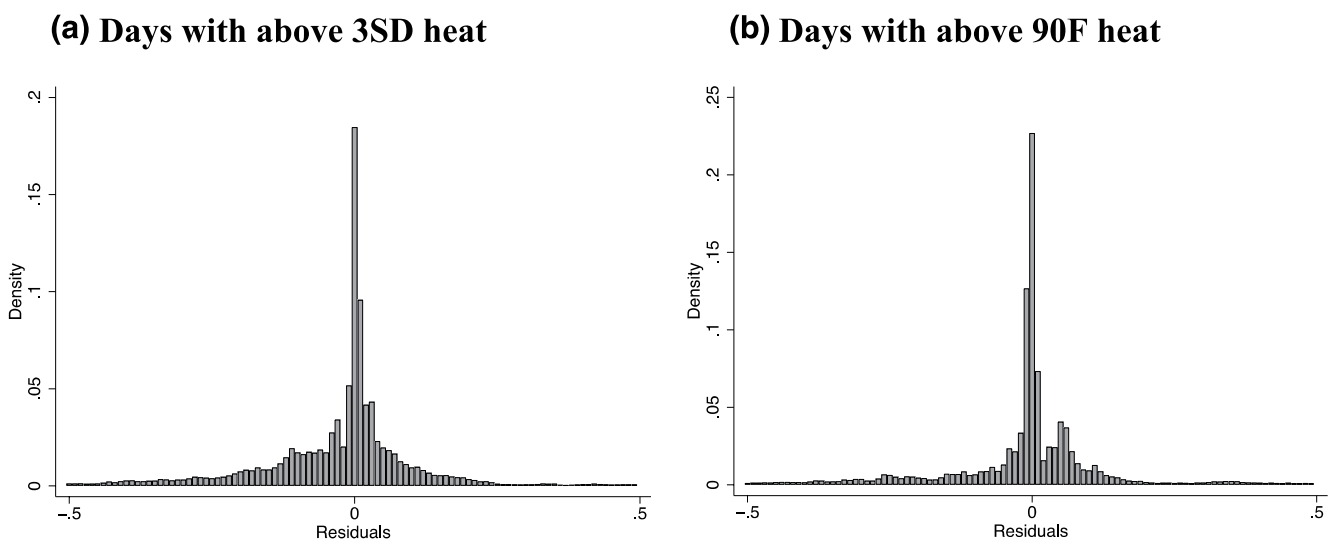 (a) Days with above 3SD heat
.2
.15
.1
.05
0
Density
-.5 0 .5
Residuals
(b) Days with above 90F heat
.25
.2
.15
.1
.05
0
Density
-.5 0 .5
Residuals